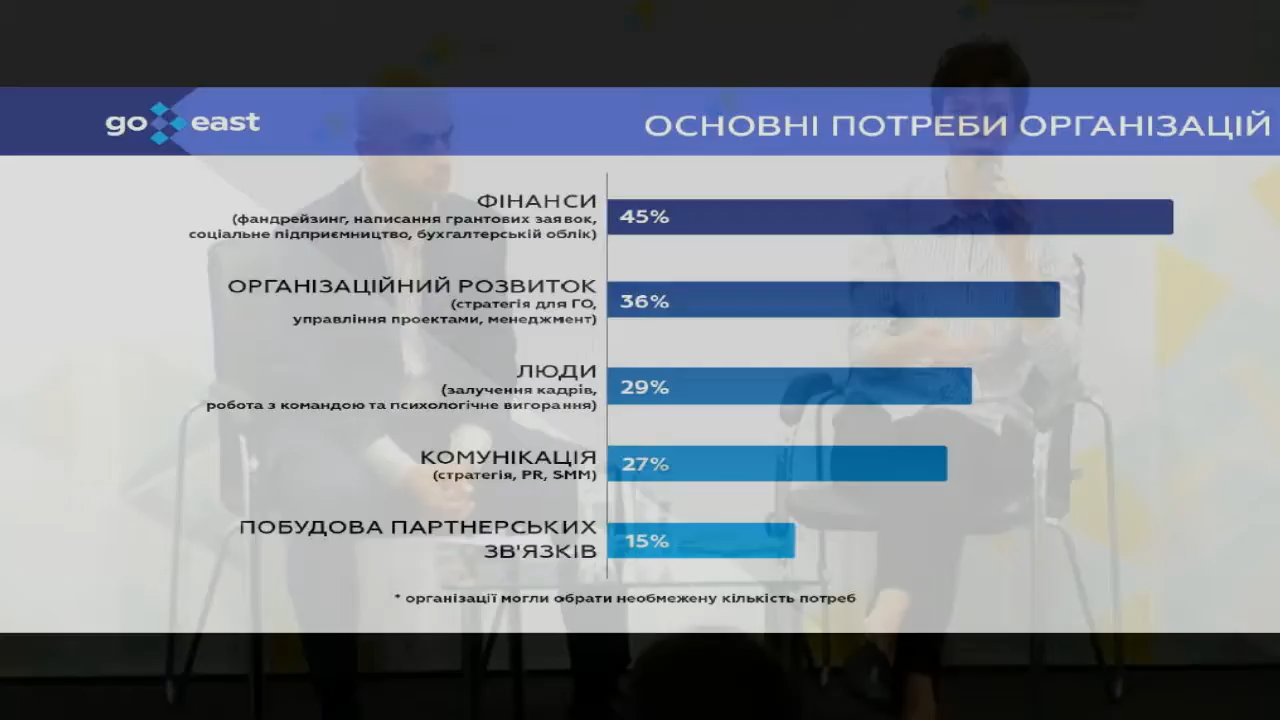 go east
ОСНОВНІ ПОТРЕБИ ОРГАНІЗАЦІЙ
ФІНАНСИ
(фандрейзинг, написання грантових заявок,
соціальне підприємництво, бухгалтерській облік)
45%
ОРГАНІЗАЦІЙНИЙ РОЗВИТОК
(стратегія для ГО,
управління проектами, менеджмент)
36%
ЛЮДИ
(залучення кадрів,
робота з командою та психологічне вигорання)
29%
КОМУНІКАЦІЯ
(стратегія, PR, SMM)
27%
ПОБУДОВА ПАРТНЕРСЬКИХ
ЗВ'ЯЗКІВ
15%
* організації могли обрати необмежену кількість потреб